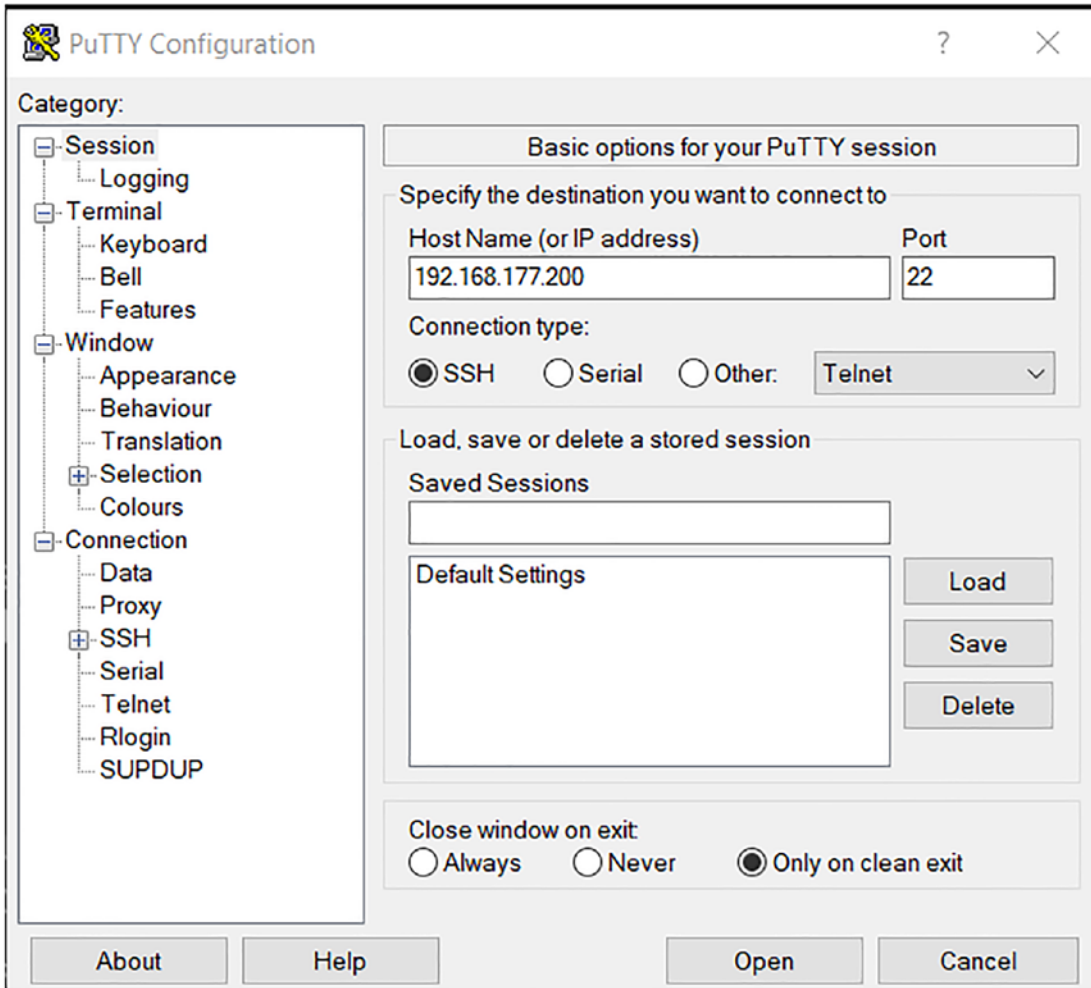 PuTTY Configuration
?
Category:
Session
Logging
Terminal
Keyboard
Bell
Features
Window
Appearance
Behaviour
Translation
Selection
Colours
Connection
Data
Proxy
SSH
Serial
Telnet
Rlogin
SUPDUP
Basic options for your PuTTY session
Specify the destination you want to connect to
Host Name (or IP address) Port
192.168.177.200 22
Connection type:
SSH Serial Other: Telnet
Load, save or delete a stored session
Saved Sessions
Default Settings
Load
Save
Delete
Close window on exit:
Always Never Only on clean exit
About Help Open Cancel